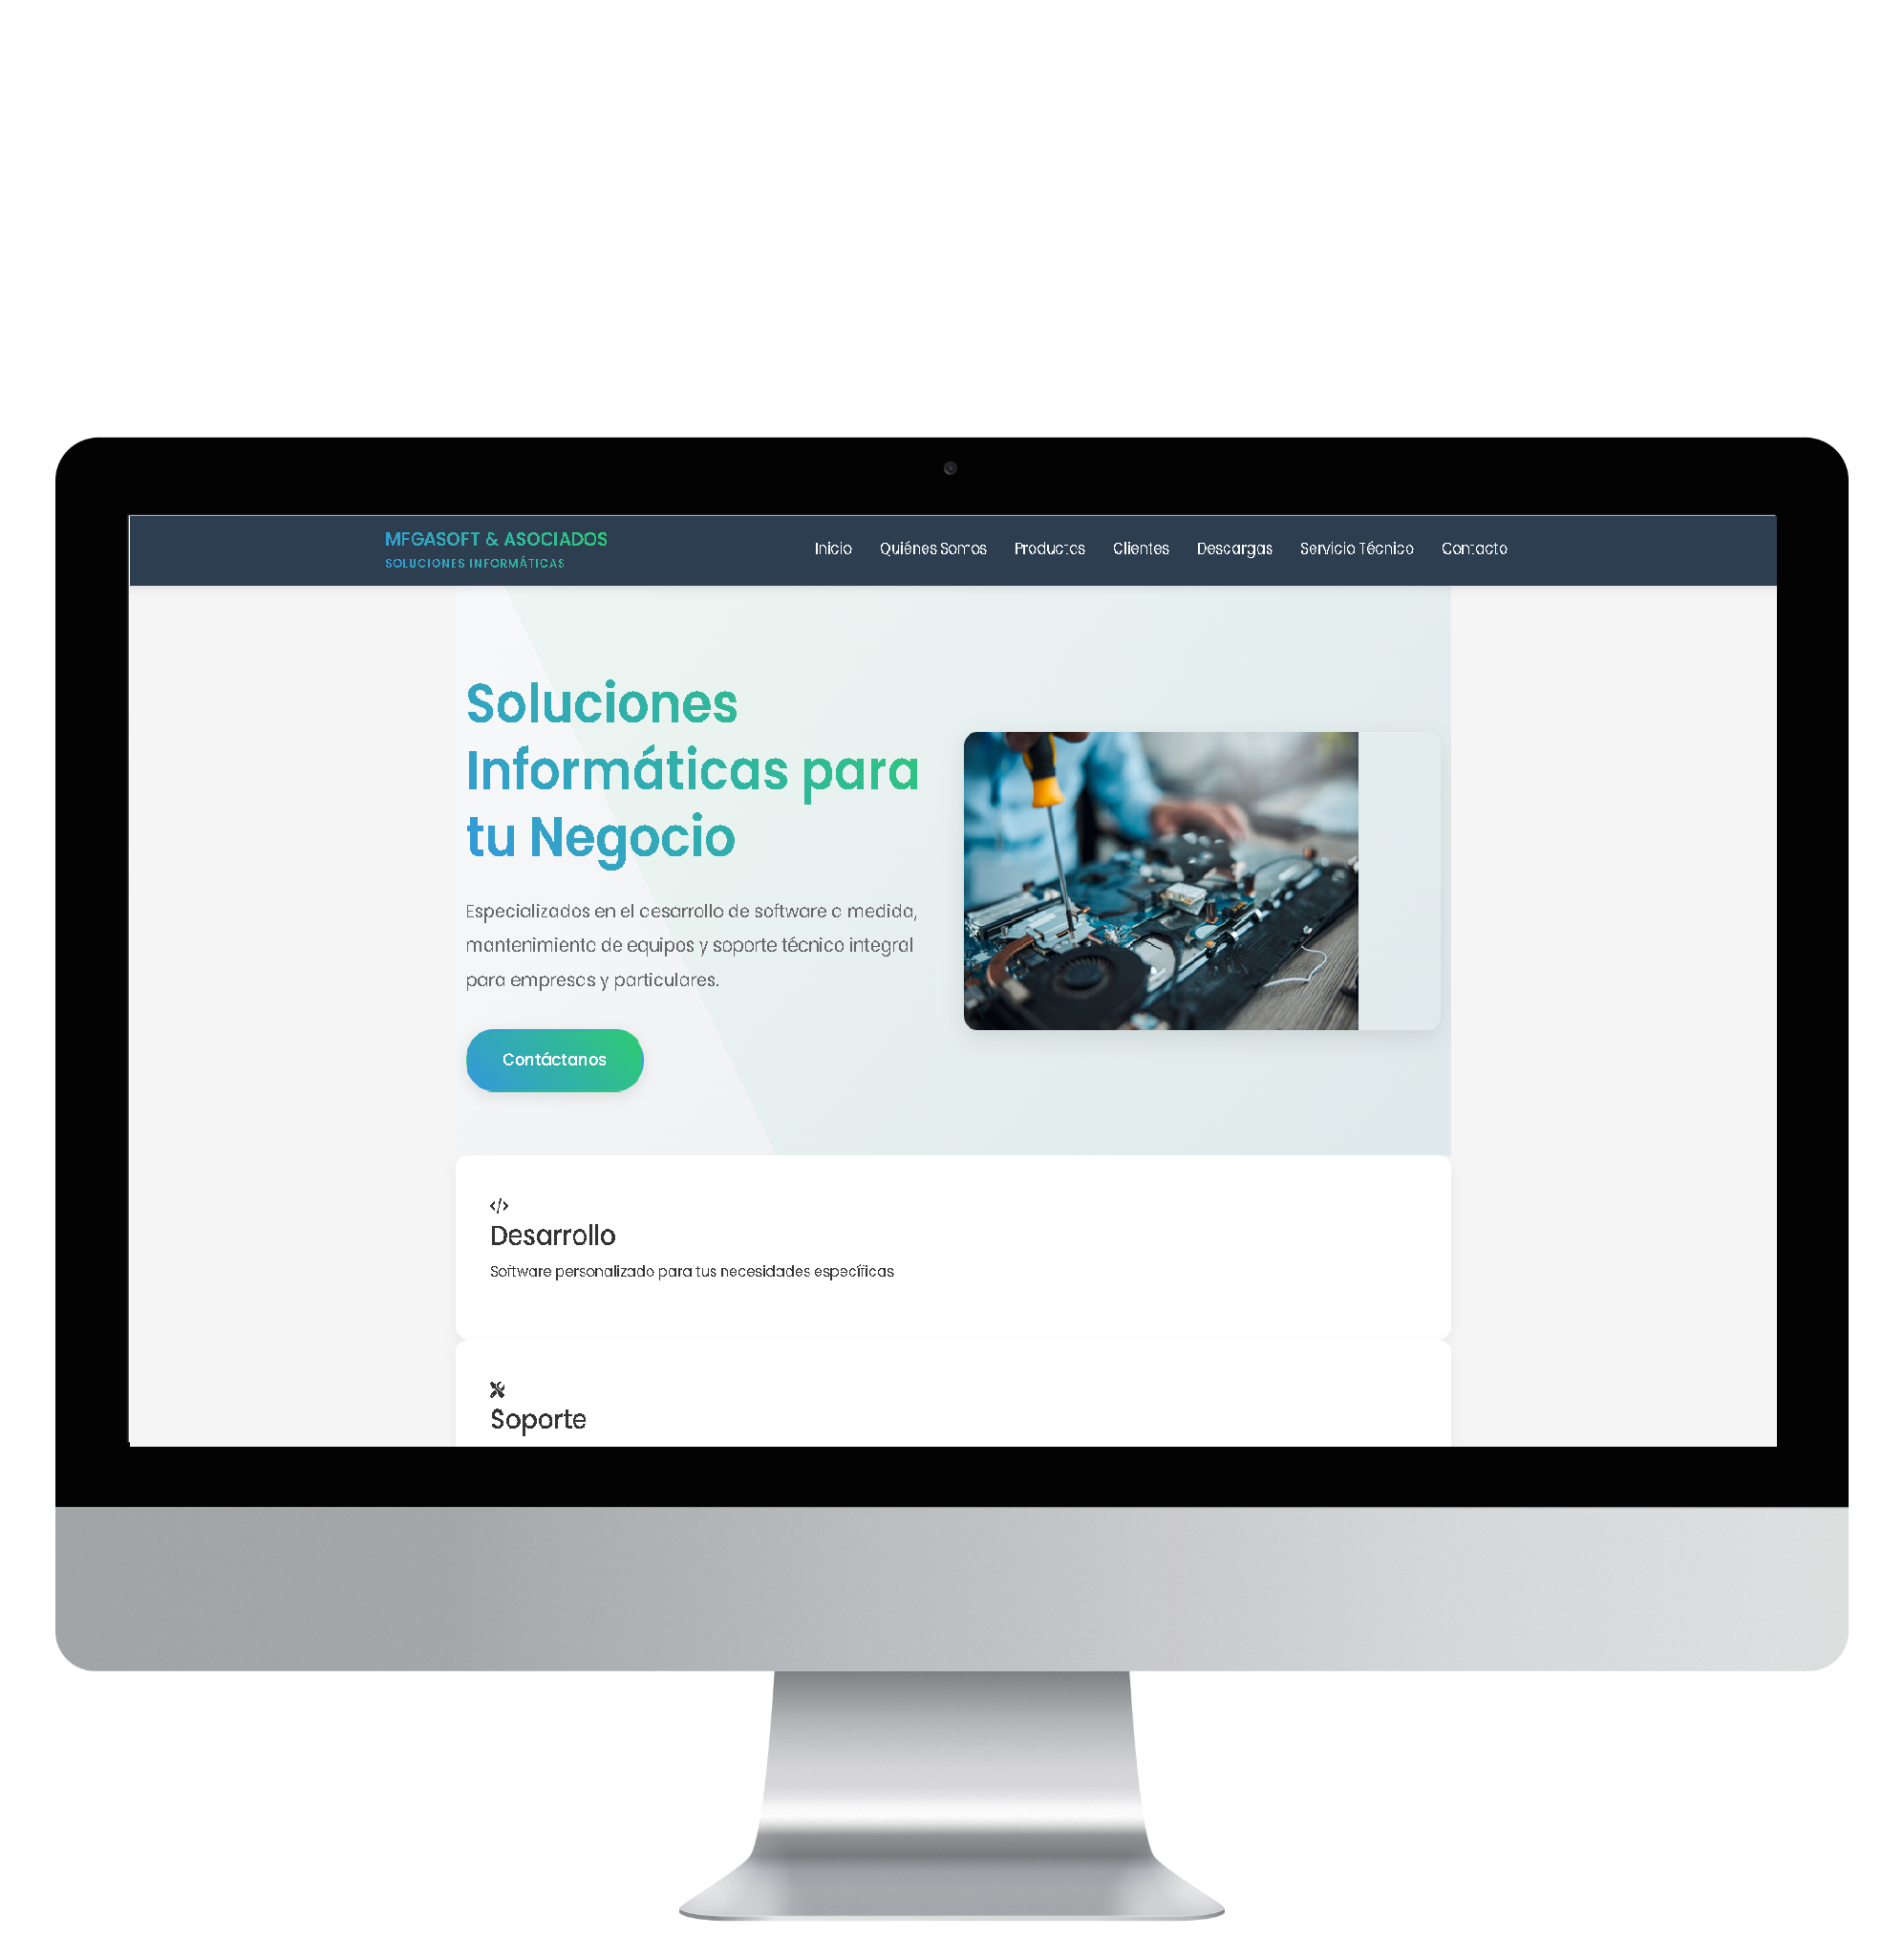 MFGASOFT & ASOCIADOS
SOLUCIONES INFORMÁTICAS
Inicio Quiénes Somos Productos Clientes Descargas Servicio Técnico Contacto
Soluciones
Informáticas para
tu Negocio
Especializados en el desarrollo de software a medida,
mantenimiento de equipos y soporte técnico integral
para empresas y particulares.
Contáctanos
Desarrollo
Software personalizado para tus necesidades específicas
Soporte